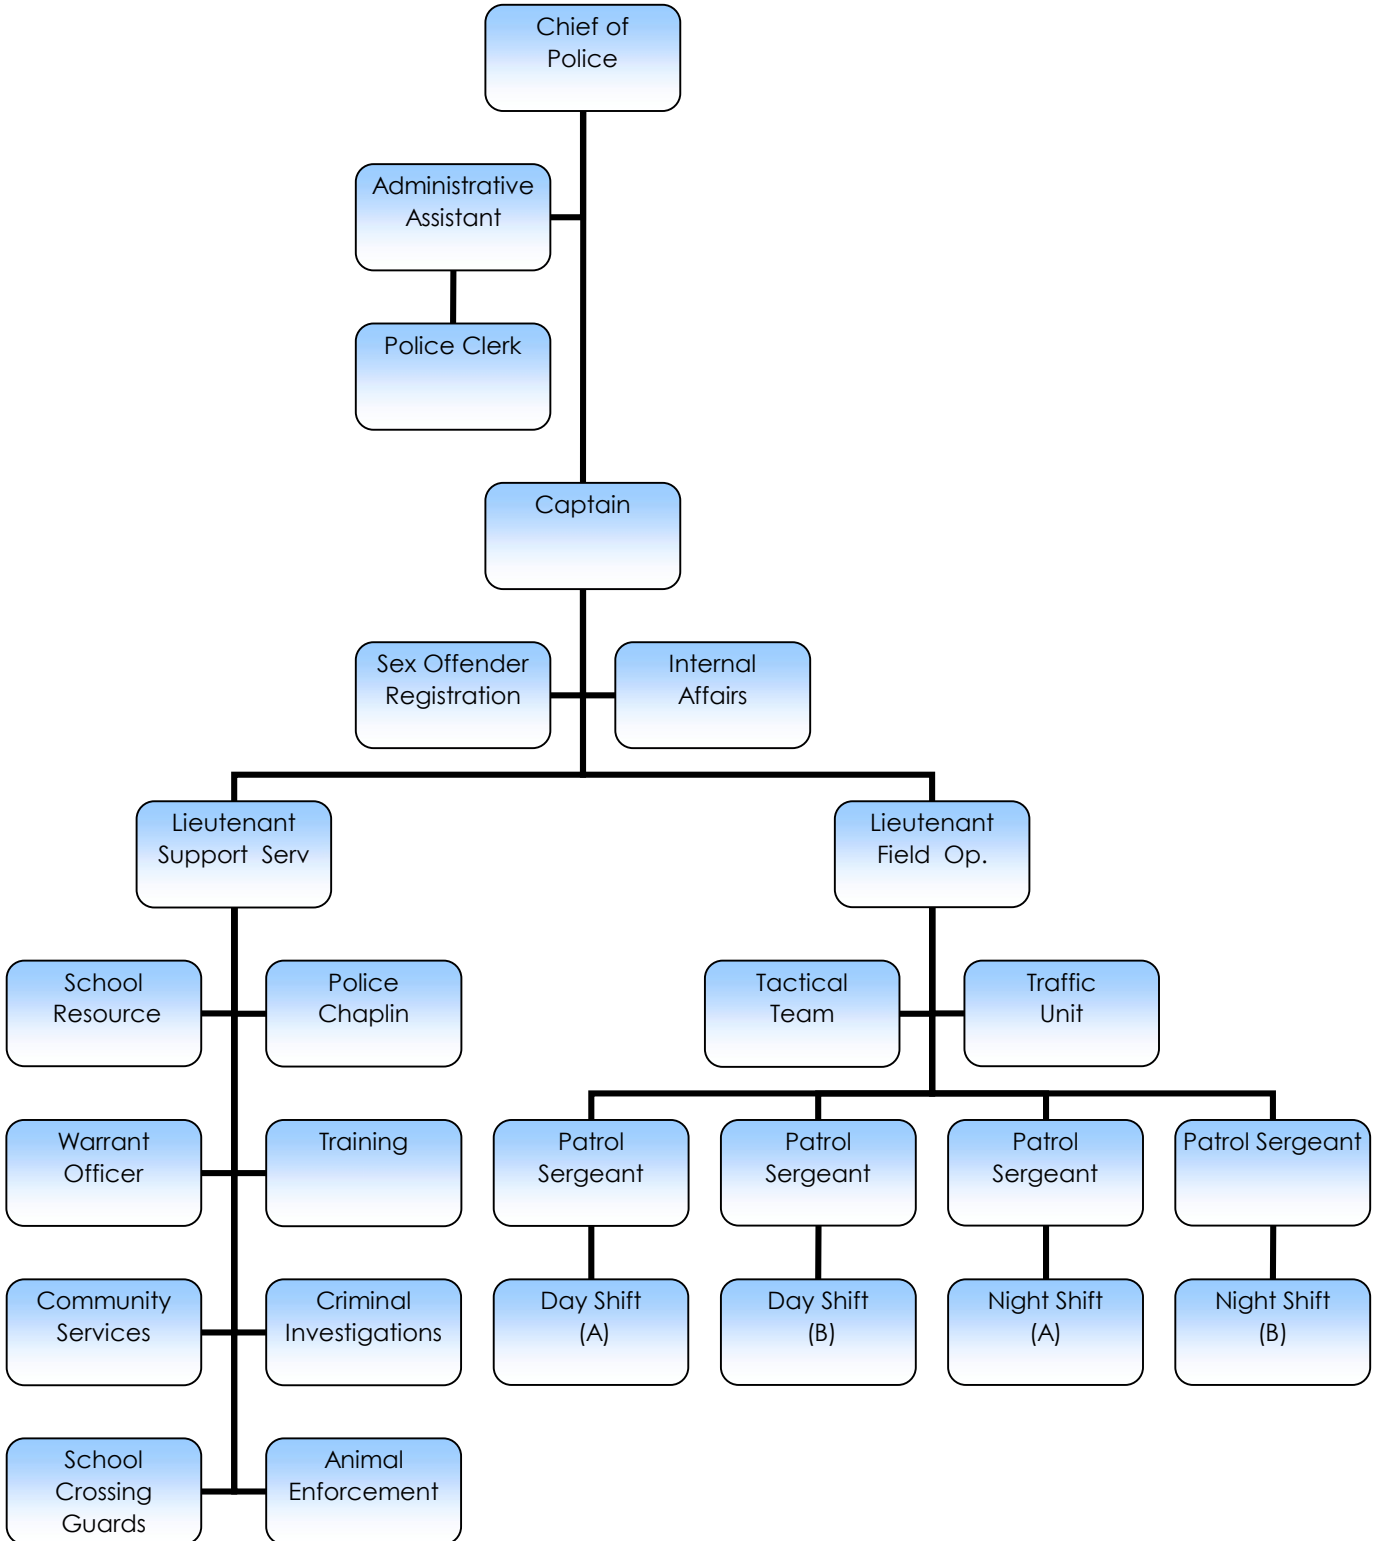 Chief of
Police
Administrative
Assistant
Police Clerk
Captain
Sex Offender
Registration
Internal
Affairs
Lieutenant
Support Serv
Lieutenant
Field Op.
School
Resource
Police
Chaplin
Tactical
Team
Traffic
Unit
Warrant
Officer
Training
Patrol
Sergeant
Patrol
Sergeant
Patrol
Sergeant
Patrol Sergeant
Community
Services
Criminal
Investigations
Day Shift
(A)
Day Shift
(B)
Night Shift
(A)
Night Shift
(B)
School
Crossing
Guards
Animal
Enforcement